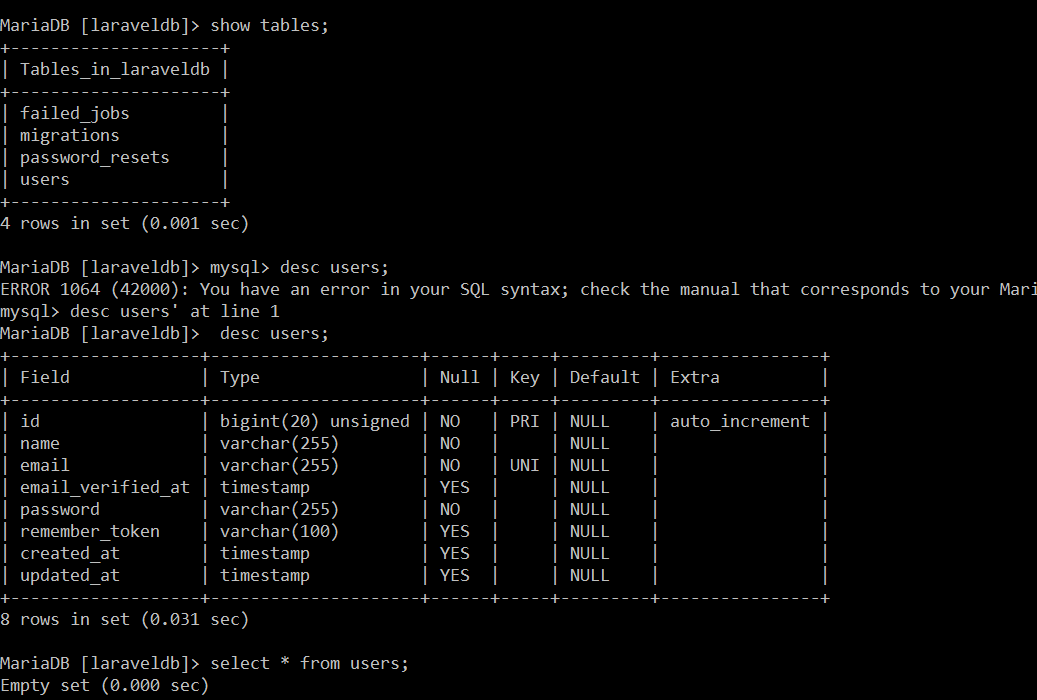 MariaDB [laraveldb]> show tables;
+---------------------+
| Tables_in_laraveldb |
+---------------------+
| failed_jobs         |
| migrations          |
| password_resets     |
| users               |
+---------------------+
4 rows in set (0.001 sec)
MariaDB [laraveldb]> mysql> desc users;
ERROR 1064 (42000): You have an error in your SQL syntax; check the manual that corresponds to your Mari
mysql> desc users' at line 1
MariaDB [laraveldb]>  desc users;
+-------------------+---------------------+------+-----+---------+----------------+
| Field             | Type                | Null | Key | Default | Extra          |
+-------------------+---------------------+------+-----+---------+----------------+
| id                | bigint(20) unsigned | NO   | PRI | NULL    | auto_increment |
| name              | varchar(255)        | NO   |     | NULL    |                |
| email             | varchar(255)        | NO   | UNI | NULL    |                |
| email_verified_at | timestamp           | YES  |     | NULL    |                |
| password          | varchar(255)        | NO   |     | NULL    |                |
| remember_token    | varchar(100)        | YES  |     | NULL    |                |
| created_at        | timestamp           | YES  |     | NULL    |                |
| updated_at        | timestamp           | YES  |     | NULL    |                |
+-------------------+---------------------+------+-----+---------+----------------+
8 rows in set (0.031 sec)
MariaDB [laraveldb]> select * from users;
Empty set (0.000 sec)